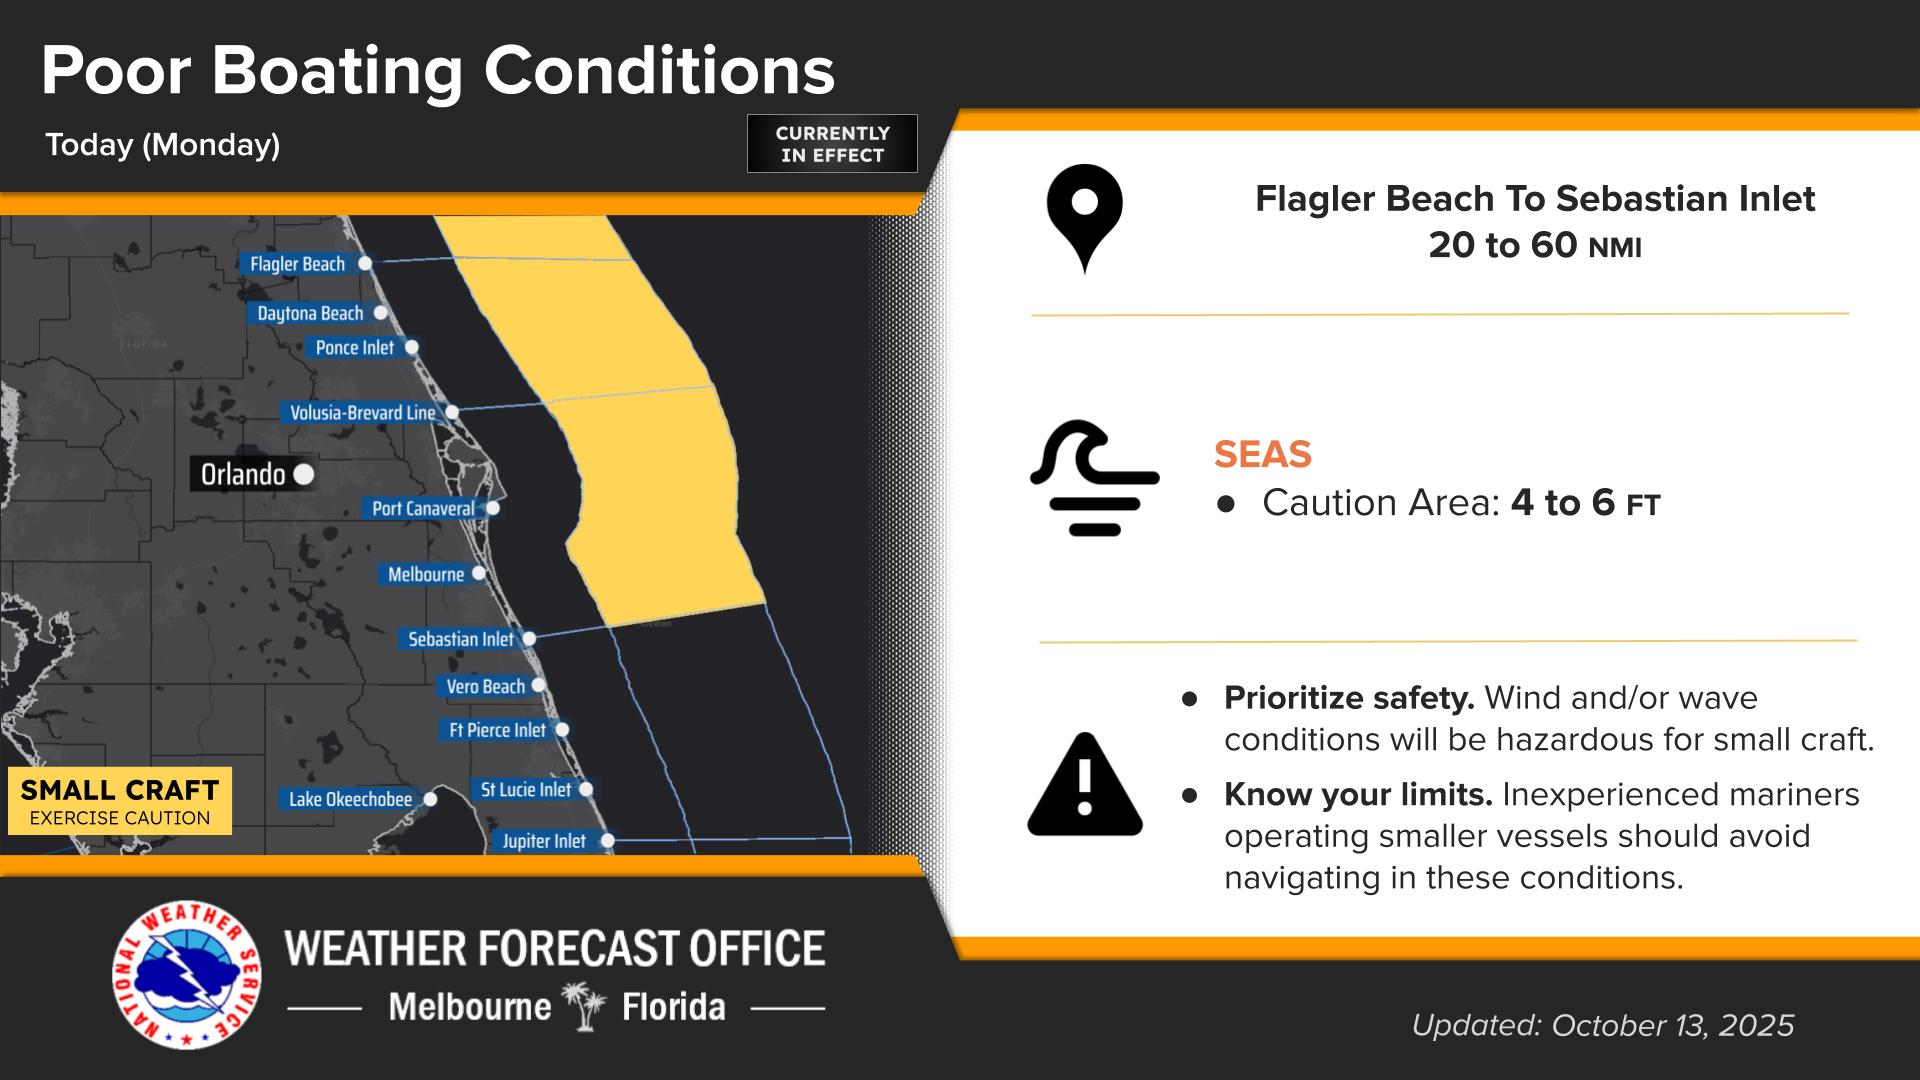 Poor Boating Conditions
Today (Monday)
CURRENTLY
IN EFFECT
Flagler Beach
Daytona Beach
FLORIDA
Ponce Inlet
Volusia-Brevard Line
Orlando
Port Canaveral
Melbourne
Ocean
Sebastian Inlet
Vero Beach
Ft Pierce Inlet
St Lucie Inlet
Lake Okeechobee
Jupiter Inlet
SMALL CRAFT
EXERCISE CAUTION
Flagler Beach To Sebastian Inlet
20 to 60 NMI
SEAS
● Caution Area: 4 to 6 FT
● Prioritize safety. Wind and/or wave
conditions will be hazardous for small craft.
● Know your limits. Inexperienced mariners
operating smaller vessels should avoid
navigating in these conditions.
NATIONAL WEATHER SERVICE
WEATHER FORECAST OFFICE
Melbourne Florida
Updated: October 13, 2025